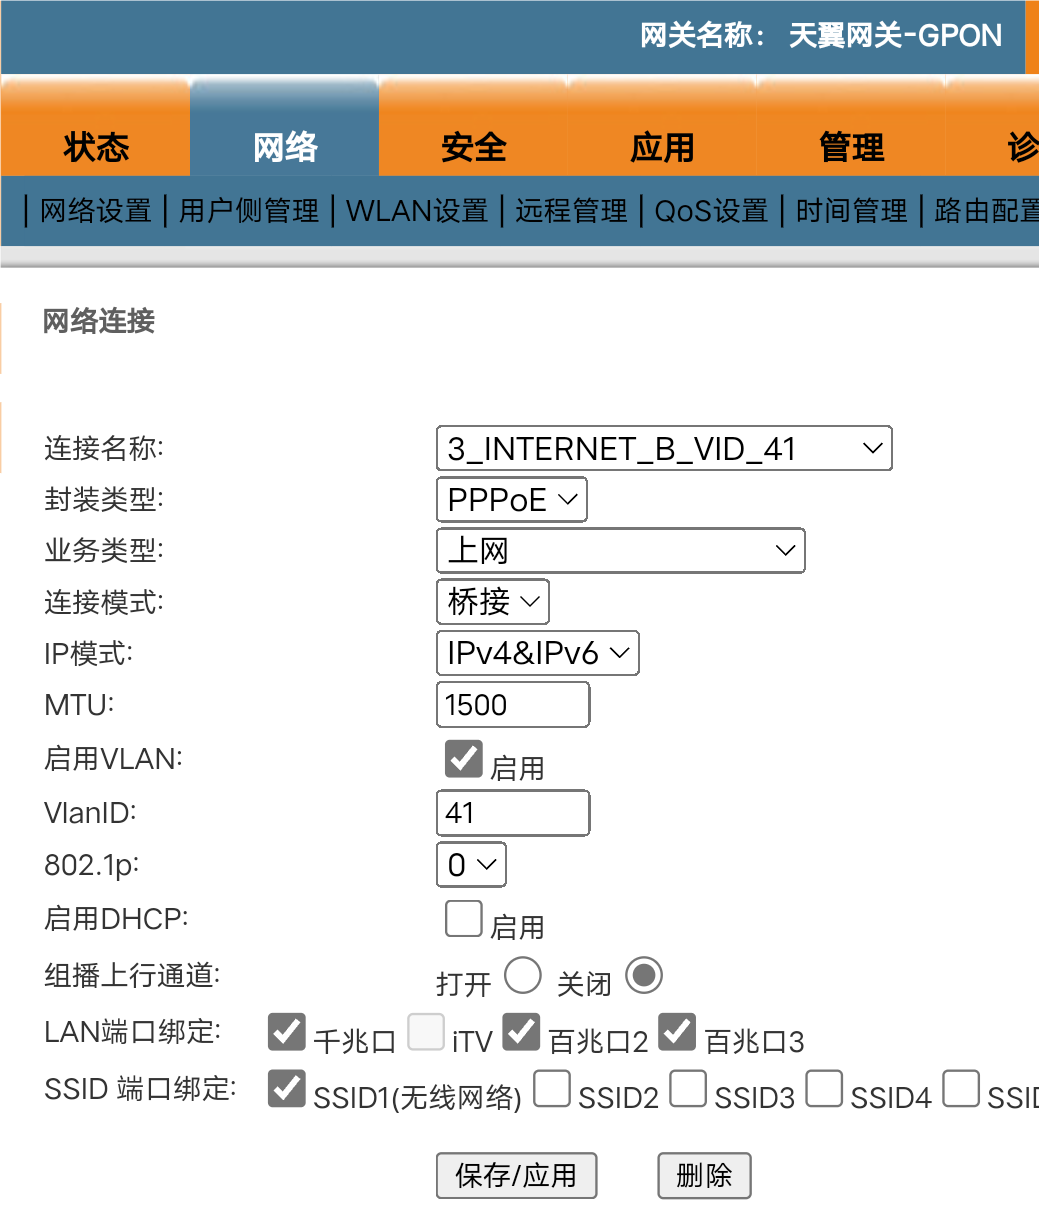 网关名称： 天翼网关-GPON
状态 网络 安全 应用 管理 诊
| 网络设置 | 用户侧管理 | WLAN设置 | 远程管理 | QoS设置 | 时间管理 | 路由配置
网络连接
连接名称: 3_INTERNET_B_VID_41
封装类型: PPPoE
业务类型: 上网
连接模式: 桥接
IP模式: IPv4&IPv6
MTU: 1500
启用VLAN: 启用
VlanID: 41
802.1p: 0
启用DHCP: 启用
组播上行通道: 打开 关闭
LAN端口绑定: 千兆口 iTV 百兆口2 百兆口3
SSID 端口绑定: SSID1(无线网络) SSID2 SSID3 SSID4 SSI
保存/应用 删除